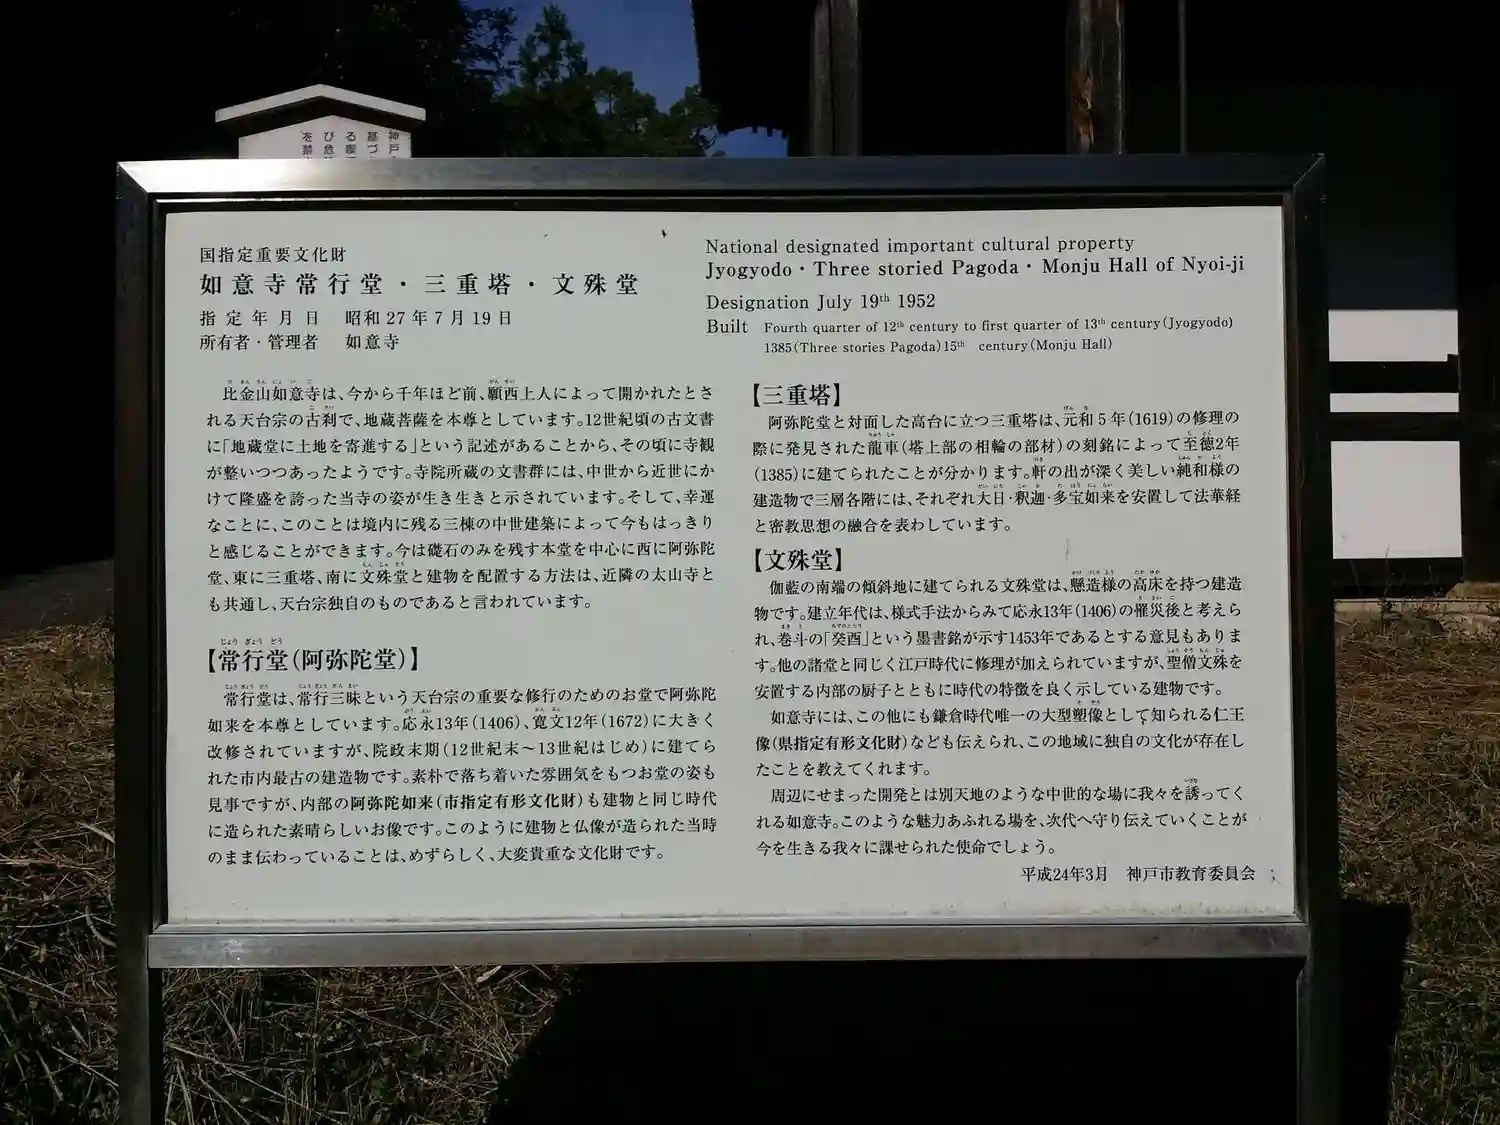 神戸
基づ
る喫
び危
を禁
国指定重要文化財
如意寺常行堂・三重塔・文殊堂
指定年月日 昭和27年7月19日
所有者・管理者 如意寺
National designated important cultural property
Jyogyodo・Three storied Pagoda・Monju Hall of Nyoi-ji
Designation July 19th 1952
Built Fourth quarter of 12th century to first quarter of 13th century(Jyogyodo)
1385(Three stories Pagoda)15th century(Monju Hall)
比金山如意寺は、今から千年ほど前、願西上人によって開かれたとさ
れる天台宗の古刹で、地蔵菩薩を本尊としています。12世紀頃の古文書
に「地蔵堂に土地を寄進する」という記述があることから、その頃に寺観
が整いつつあったようです。寺院所蔵の文書群には、中世から近世にか
けて隆盛を誇った当寺の姿が生き生きと示されています。そして、幸運
なことに、このことは境内に残る三棟の中世建築によって今もはっきり
と感じることができます。今は礎石のみを残す本堂を中心に西に阿弥陀
堂、東に三重塔、南に文殊堂と建物を配置する方法は、近隣の太山寺と
も共通し、天台宗独自のものであると言われています。
【常行堂(阿弥陀堂)】
常行堂は、常行三昧という天台宗の重要な修行のためのお堂で阿弥陀
如来を本尊としています。応永13年(1406)、寛文12年(1672)に大きく
改修されていますが、院政末期(12世紀末～13世紀はじめ)に建てら
れた市内最古の建造物です。素朴で落ち着いた雰囲気をもつお堂の姿も
見事ですが、内部の阿弥陀如来(市指定有形文化財)も建物と同じ時代
に造られた素晴らしいお像です。このように建物と仏像が造られた当時
のまま伝わっていることは、めずらしく、大変貴重な文化財です。
【三重塔】
阿弥陀堂と対面した高台に立つ三重塔は、元和5年(1619)の修理の
際に発見された龍車(塔上部の相輪の部材)の刻銘によって至徳2年
(1385)に建てられたことが分かります。軒の出が深く美しい純和様の
建造物で三層各階には、それぞれ大日・釈迦・多宝如来を安置して法華経
と密教思想の融合を表わしています。
【文殊堂】
伽藍の南端の傾斜地に建てられる文殊堂は、懸造様の高床を持つ建造
物です。建立年代は、様式手法からみて応永13年(1406)の罹災後と考えら
れ、巻斗の「癸酉」という墨書銘が示す1453年であるとする意見もありま
す。他の諸堂と同じく江戸時代に修理が加えられていますが、聖僧文殊を
安置する内部の厨子とともに時代の特徴を良く示している建物です。
如意寺には、この他にも鎌倉時代唯一の大型塑像として知られる仁王
像(県指定有形文化財)なども伝えられ、この地域に独自の文化が存在し
たことを教えてくれます。
周辺にせまった開発とは別天地のような中世的な場に我々を誘ってく
れる如意寺。このような魅力あふれる場を、次代へ守り伝えていくことが
今を生きる我々に課せられた使命でしょう。
平成24年3月 神戸市教育委員会